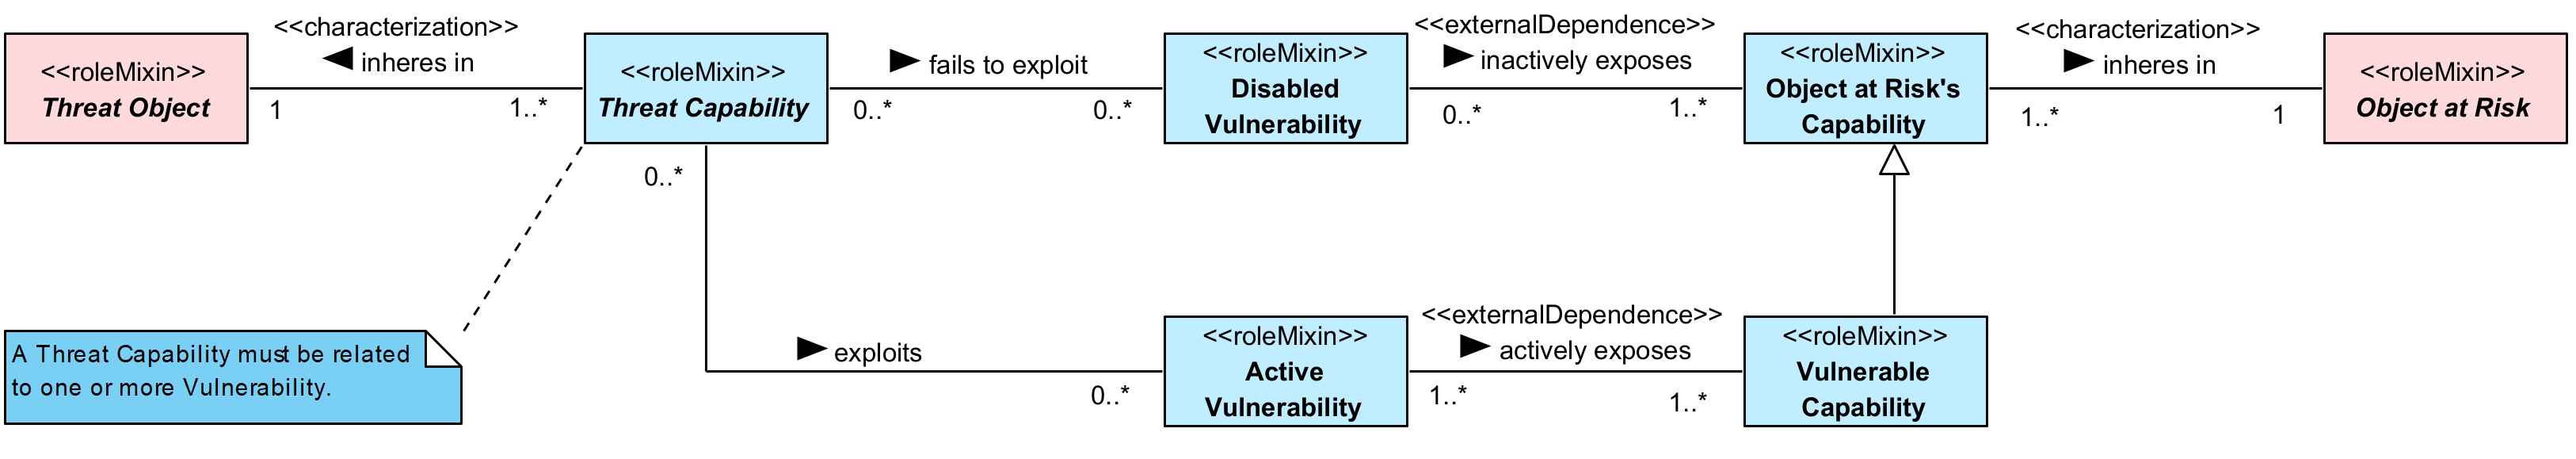 <<roleMixin>>
Threat Object
<<characterization>>
inheres in
1
1..*
<<roleMixin>>
Threat Capability
fails to exploit
0..*
0..*
<<roleMixin>>
Disabled
Vulnerability
<<externalDependence>>
inactively exposes
0..*
1..*
<<roleMixin>>
Object at Risk's
Capability
<<characterization>>
inheres in
1..*
1
<<roleMixin>>
Object at Risk
0..*
A Threat Capability must be related
to one or more Vulnerability.
exploits
0..*
<<roleMixin>>
Active
Vulnerability
<<externalDependence>>
actively exposes
1..*
1..*
<<roleMixin>>
Vulnerable
Capability